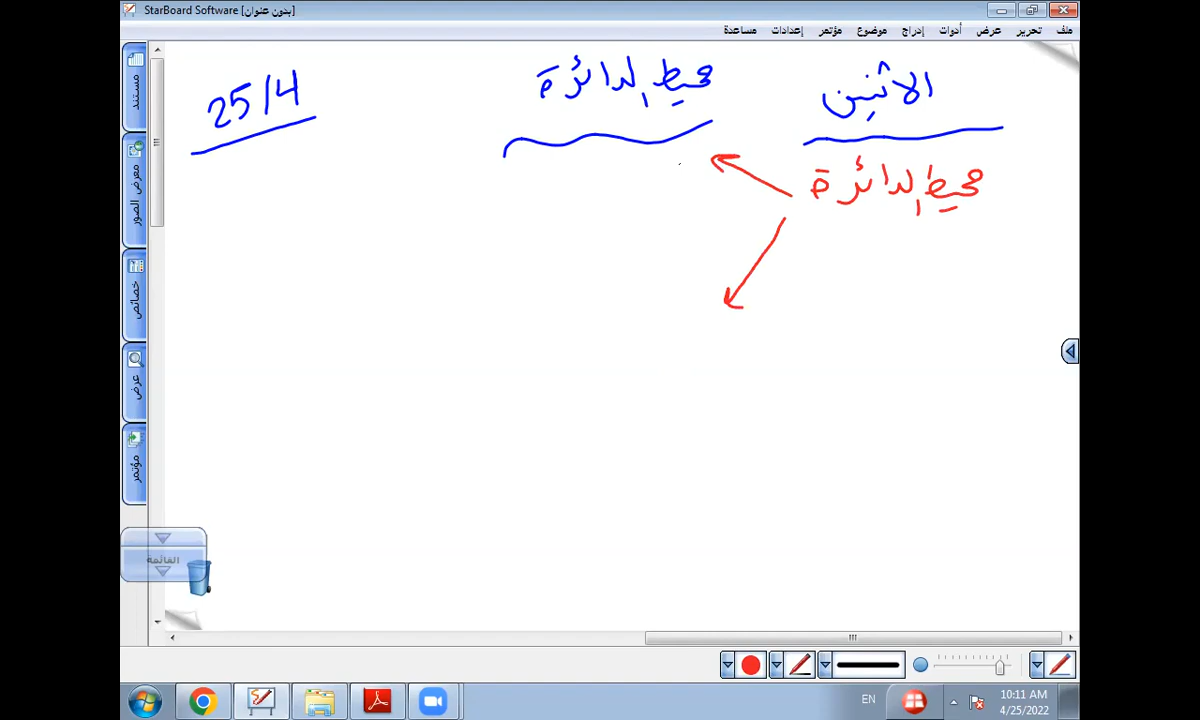 StarBoard Software [بدون عنوان]
ملف تحرير عرض أدوات إدراج موضوع مؤتمر إعدادات مساعدة
الاثنين محيط الدائرة 25/4
محيط الدائرة
مستند
معرض الصور
خصائص
عرض
مؤتمر
القائمة
EN 10:11 AM
4/25/2022